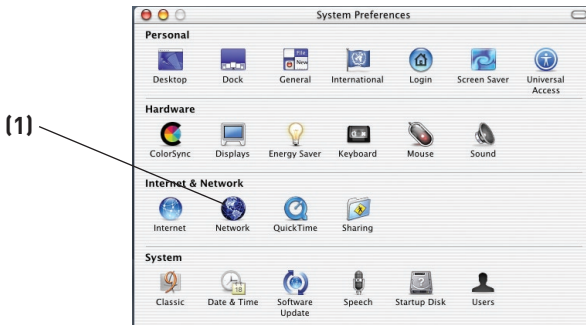 System Preferences
Personal
Desktop Dock General International Login Screen Saver Universal Access
(1)
Hardware
ColorSync Displays Energy Saver Keyboard Mouse Sound
Internet & Network
Internet Network QuickTime Sharing
System
Classic Date & Time Software Update Speech Startup Disk Users